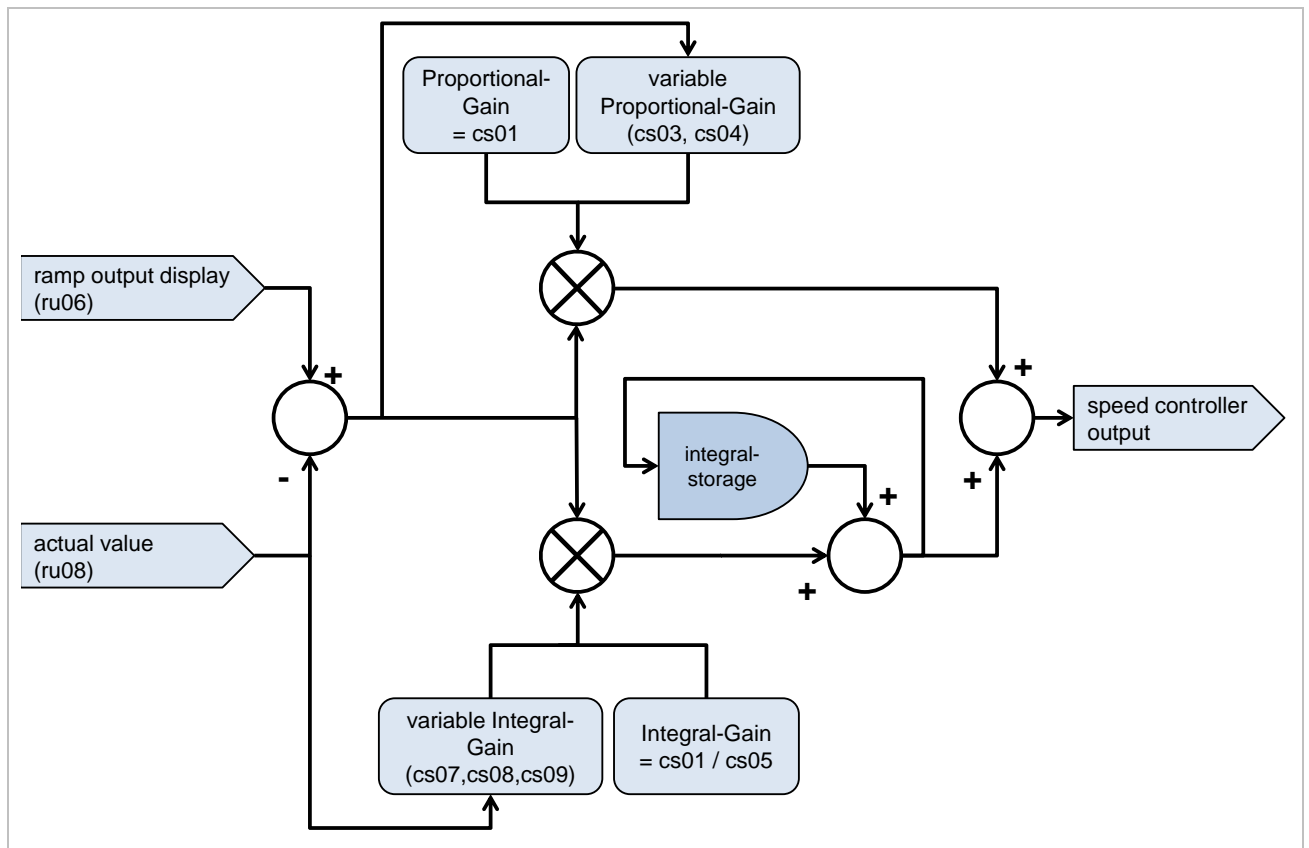 Proportional-
Gain
= cs01
variable
Proportional-Gain
(cs03, cs04)
ramp output display
(ru06)
+
-
actual value
(ru08)
integral-
storage
+
+
+
+
speed controller
output
variable Integral-
Gain
(cs07,cs08,cs09)
Integral-Gain
= cs01 / cs05